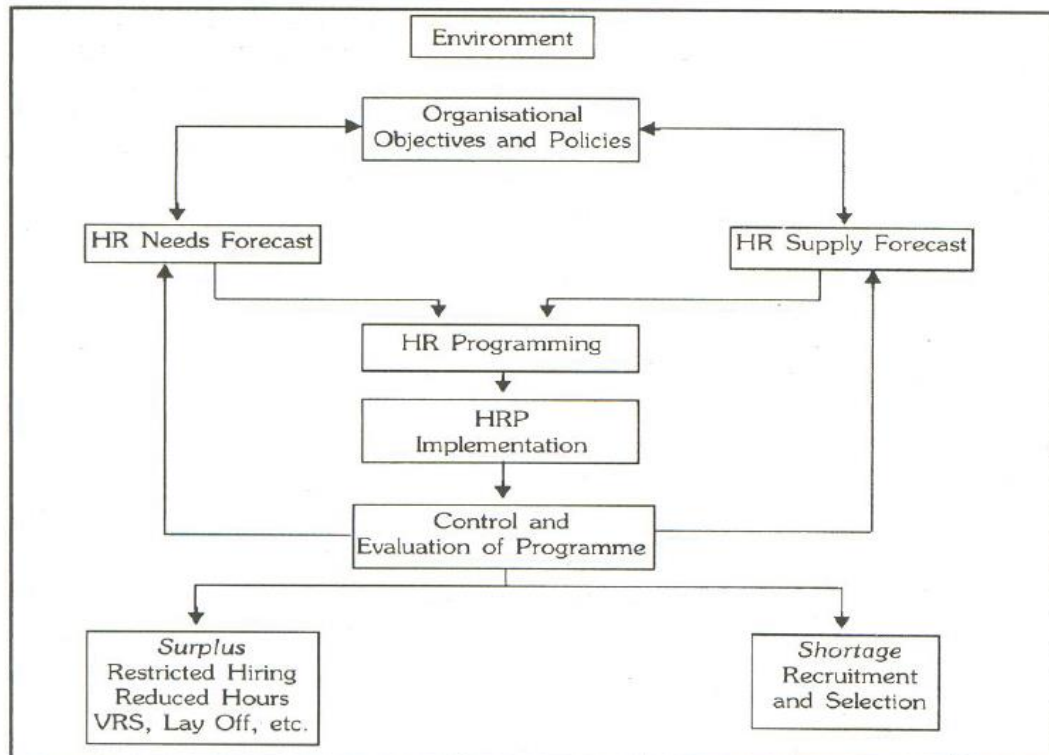 Environment
Organisational
Objectives and Policies
HR Needs Forecast
HR Supply Forecast
HR Programming
HRP
Implementation
Control and
Evaluation of Programme
Surplus
Restricted Hiring
Reduced Hours
VRS, Lay Off, etc.
Shortage
Recruitment
and Selection